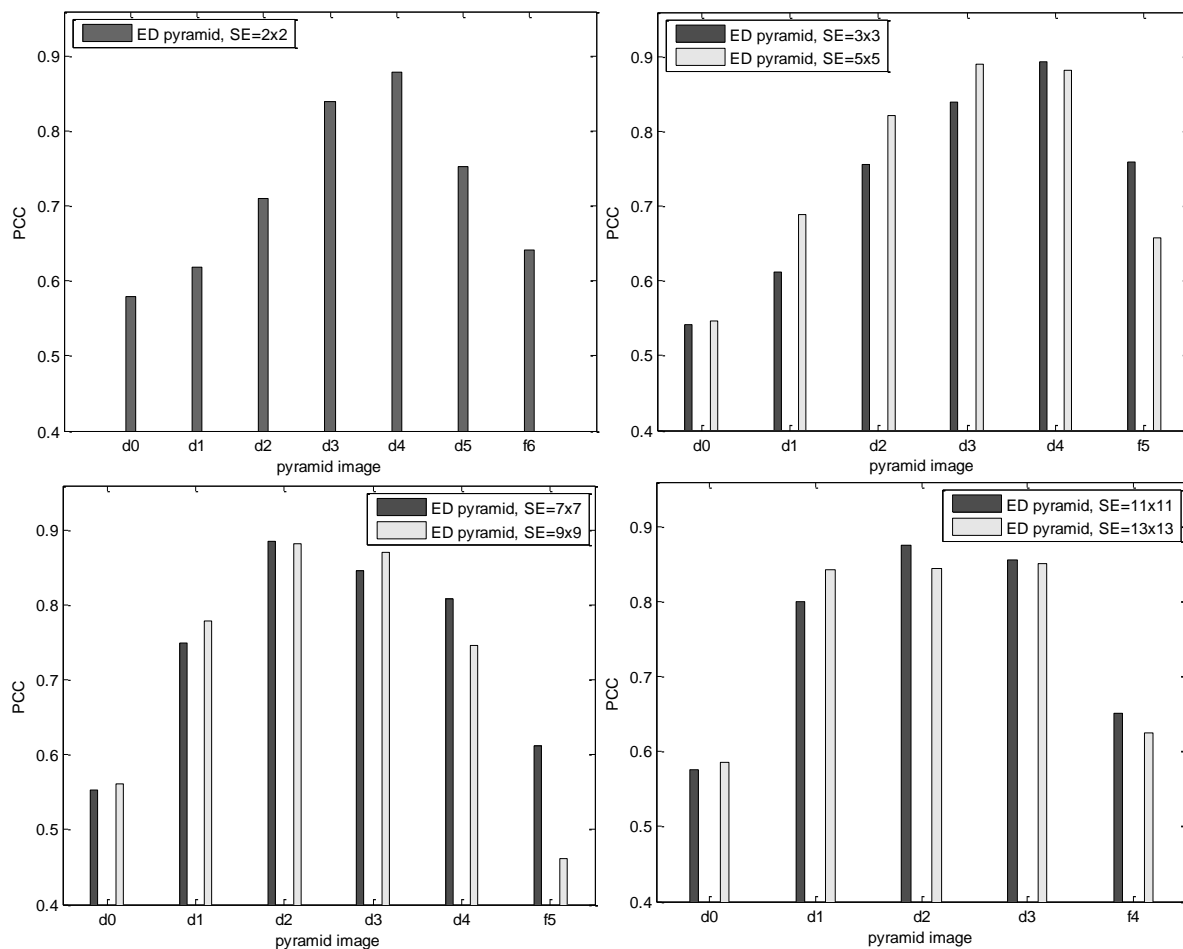 ED pyramid, SE=2x2
0.9
0.8
0.7
0.6
0.5
0.4
PCC
d0 d1 d2 d3 d4 d5 f6
pyramid image
ED pyramid, SE=3x3
ED pyramid, SE=5x5
0.9
0.8
0.7
0.6
0.5
0.4
PCC
d0 d1 d2 d3 d4 f5
pyramid image
ED pyramid, SE=7x7
ED pyramid, SE=9x9
0.9
0.8
0.7
0.6
0.5
0.4
PCC
d0 d1 d2 d3 d4 f5
pyramid image
ED pyramid, SE=11x11
ED pyramid, SE=13x13
0.9
0.8
0.7
0.6
0.5
0.4
PCC
d0 d1 d2 d3 f4
pyramid image